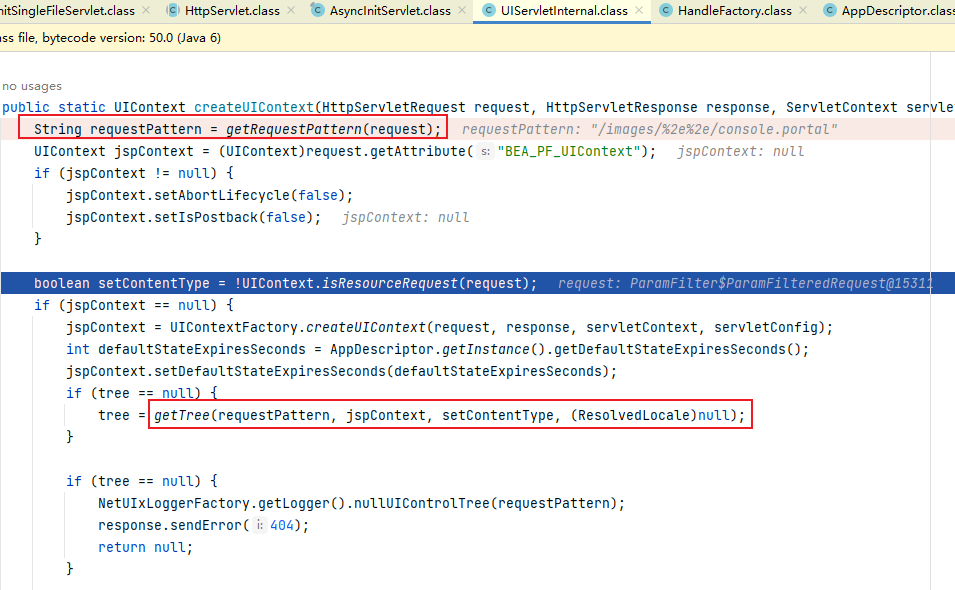 nitSingleFileServlet.class × HttpServlet.class × AsyncInitServlet.class × UIServletInternal.class × HandleFactory.class × AppDescriptor.class
ass file, bytecode version: 50.0 (Java 6)
no usages
public static UIContext createUIContext(HttpServletRequest request, HttpServletResponse response, ServletContext servlet
String requestPattern = getRequestPattern(request); requestPattern: "/images/%2e%2e/console.portal"
UIContext jspContext = (UIContext)request.getAttribute( s: "BEA_PF_UIContext"); jspContext: null
if (jspContext != null) {
jspContext.setAbortLifecycle(false);
jspContext.setIsPostback(false); jspContext: null
}
boolean setContentType = !UIContext.isResourceRequest(request); request: ParamFilter$ParamFilteredRequest@15311
if (jspContext == null) {
jspContext = UIContextFactory.createUIContext(request, response, servletContext, servletConfig);
int defaultStateExpiresSeconds = AppDescriptor.getInstance().getDefaultStateExpiresSeconds();
jspContext.setDefaultStateExpiresSeconds(defaultStateExpiresSeconds);
if (tree == null) {
tree = getTree(requestPattern, jspContext, setContentType, (ResolvedLocale)null);
}
if (tree == null) {
NetUIxLoggerFactory.getLogger().nullUIControlTree(requestPattern);
response.sendError( i: 404);
return null;
}